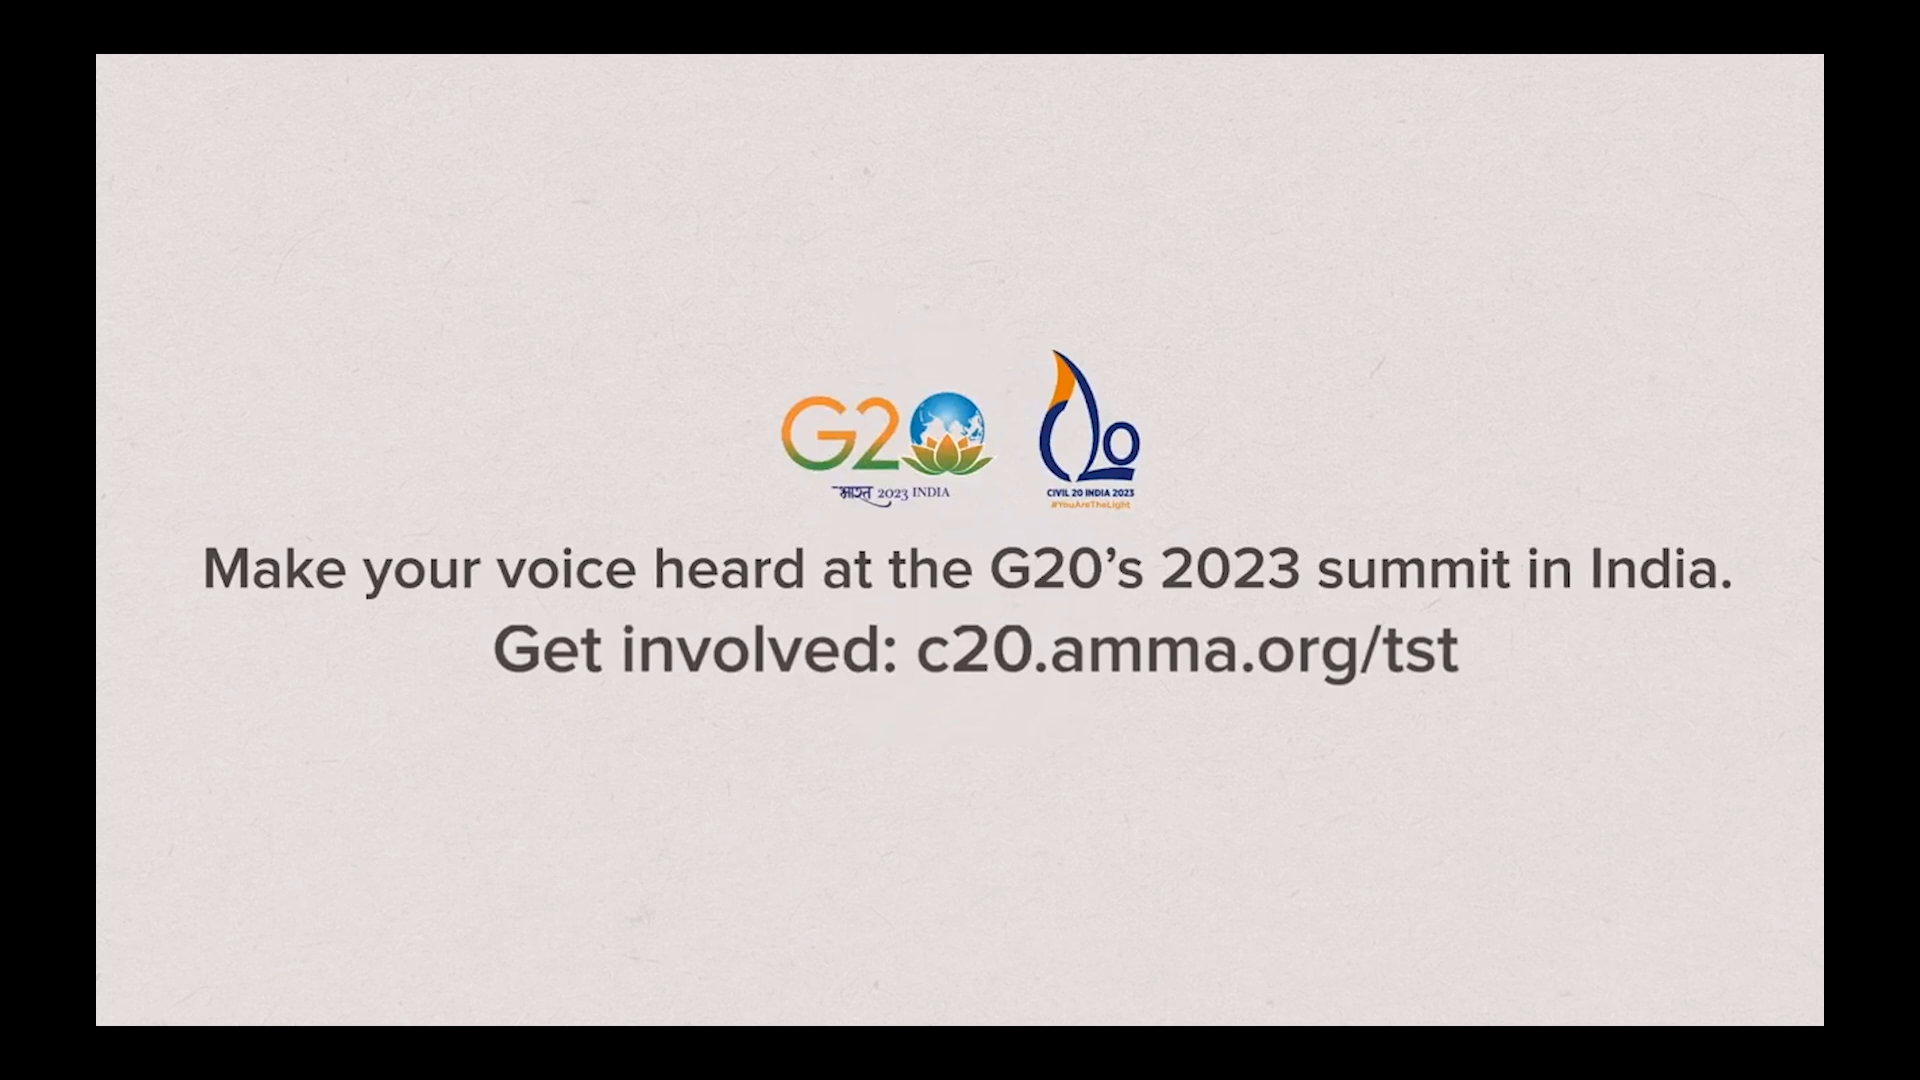 G20
भारत 2023 INDIA
C20
CIVIL 20 INDIA 2023
#YouAreTheLight
Make your voice heard at the G20’s 2023 summit in India.
Get involved: c20.amma.org/tst